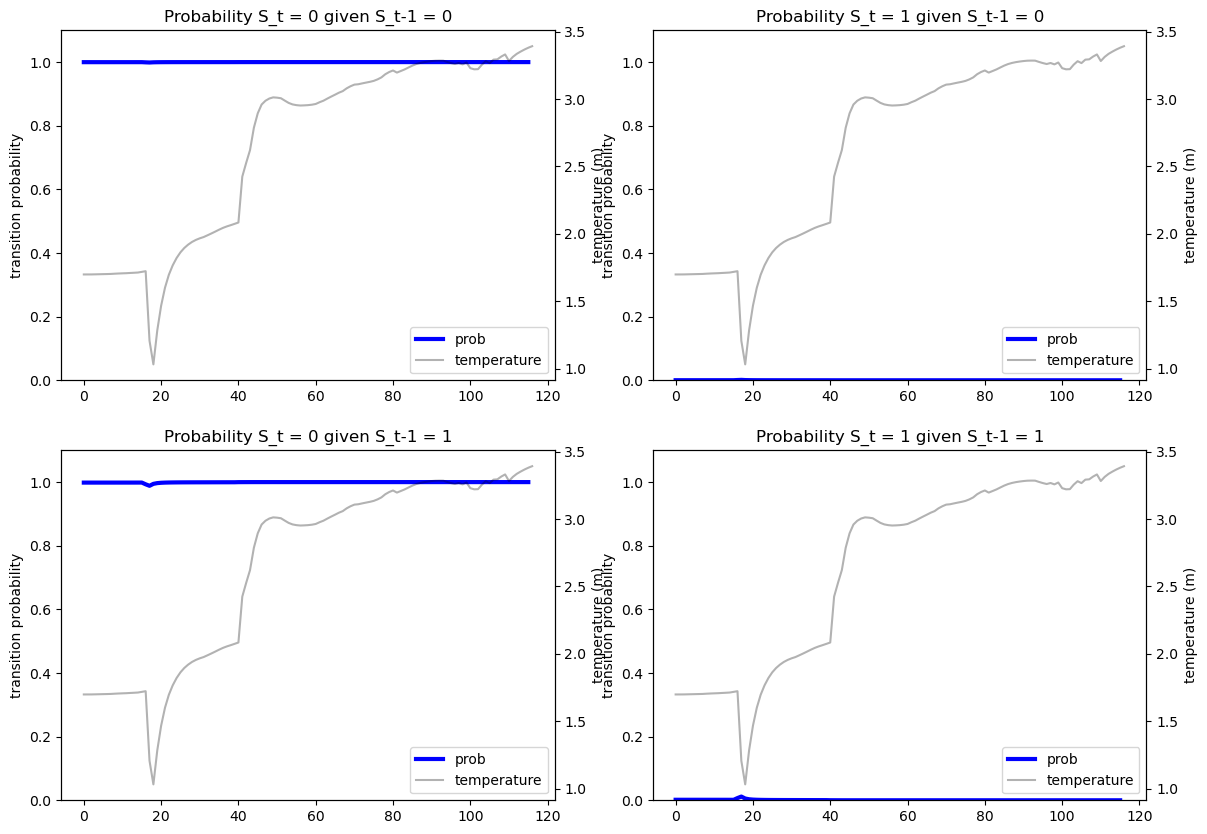 Probability S_t = 0 given S_t-1 = 0
transition probability
1.0
0.8
0.6
0.4
0.2
0.0
3.5
3.0
2.5
2.0
1.5
1.0
temperature (m)
prob
temperature
0 20 40 60 80 100 120
Probability S_t = 1 given S_t-1 = 0
transition probability
1.0
0.8
0.6
0.4
0.2
0.0
3.5
3.0
2.5
2.0
1.5
1.0
temperature (m)
prob
temperature
0 20 40 60 80 100 120
Probability S_t = 0 given S_t-1 = 1
transition probability
1.0
0.8
0.6
0.4
0.2
0.0
3.5
3.0
2.5
2.0
1.5
1.0
temperature (m)
prob
temperature
0 20 40 60 80 100 120
Probability S_t = 1 given S_t-1 = 1
transition probability
1.0
0.8
0.6
0.4
0.2
0.0
3.5
3.0
2.5
2.0
1.5
1.0
temperature (m)
prob
temperature
0 20 40 60 80 100 120